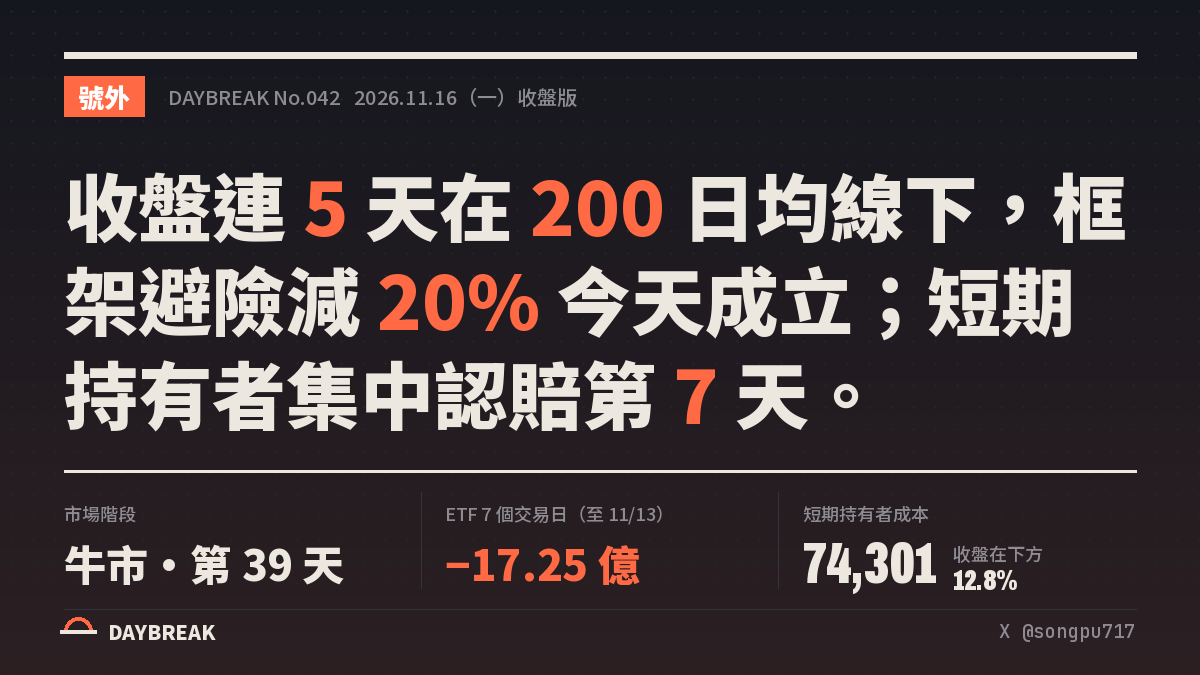 號外 DAYBREAK No.042 2026.11.16（一）收盤版
收盤連 5 天在 200 日均線下，框
架避險減 20% 今天成立；短期
持有者集中認賠第 7 天。
市場階段
牛市・第 39 天
ETF 7 個交易日（至 11/13）
−17.25 億
短期持有者成本
74,301 收盤在下方
12.8%
DAYBREAK
X @songpu717